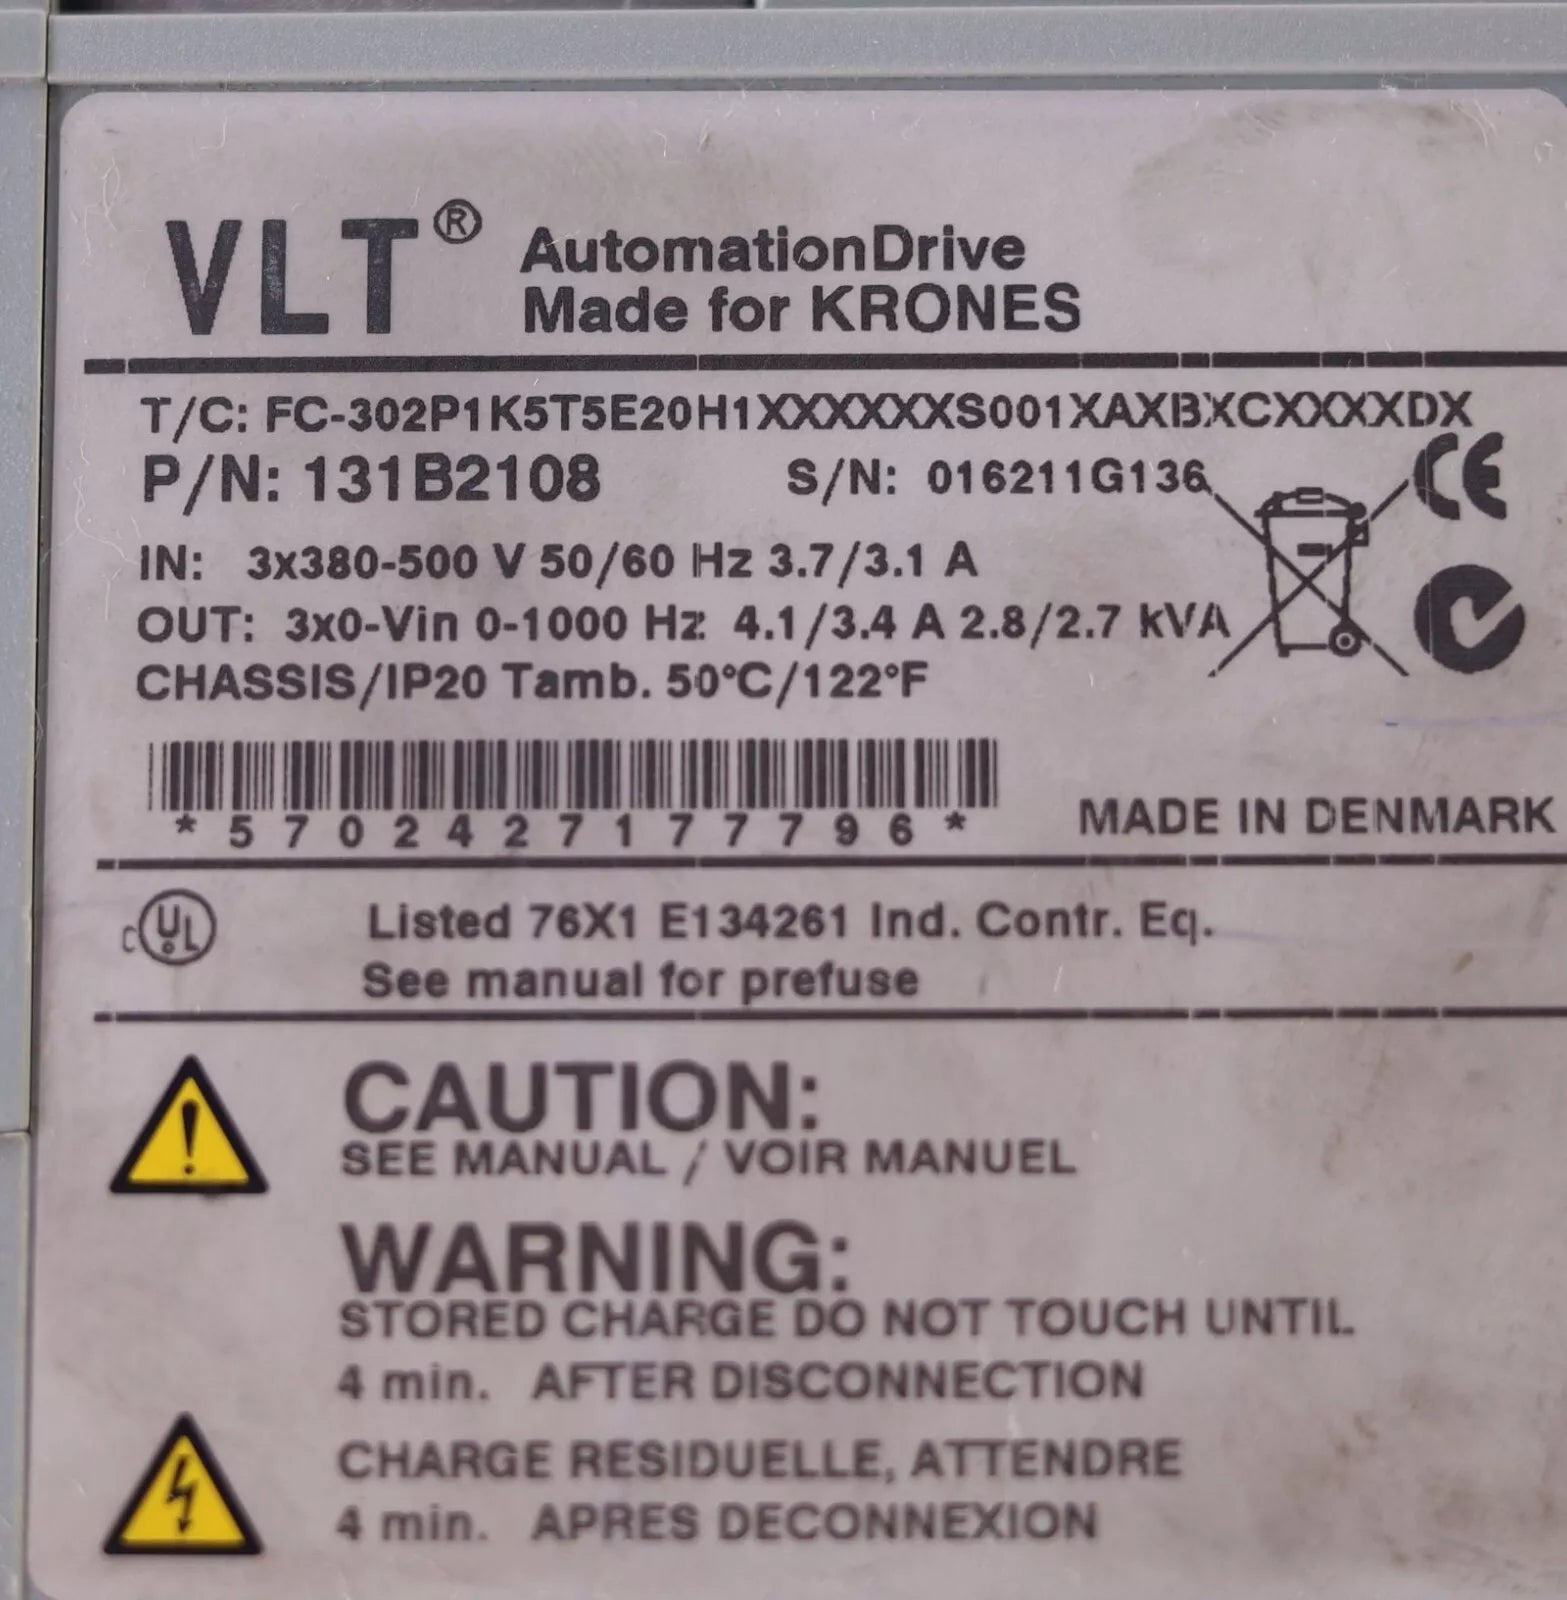 VLT® AutomationDrive
Made for KRONES
T/C: FC-302P1K5T5E20H1XXXXXXXS001XAXBXCXXXXDX
P/N: 131B2108 S/N: 016211G136
IN: 3x380-500 V 50/60 Hz 3.7/3.1 A
OUT: 3x0-Vin 0-1000 Hz 4.1/3.4 A 2.8/2.7 kVA
CHASSIS/IP20 Tamb. 50°C/122°F
CE
*5702427177796*
MADE IN DENMARK
c UL Listed 76X1 E134261 Ind. Contr. Eq.
See manual for prefuse
CAUTION:
SEE MANUAL / VOIR MANUEL
WARNING:
STORED CHARGE DO NOT TOUCH UNTIL
4 min. AFTER DISCONNECTION
CHARGE RESIDUELLE, ATTENDRE
4 min. APRES DECONNEXION